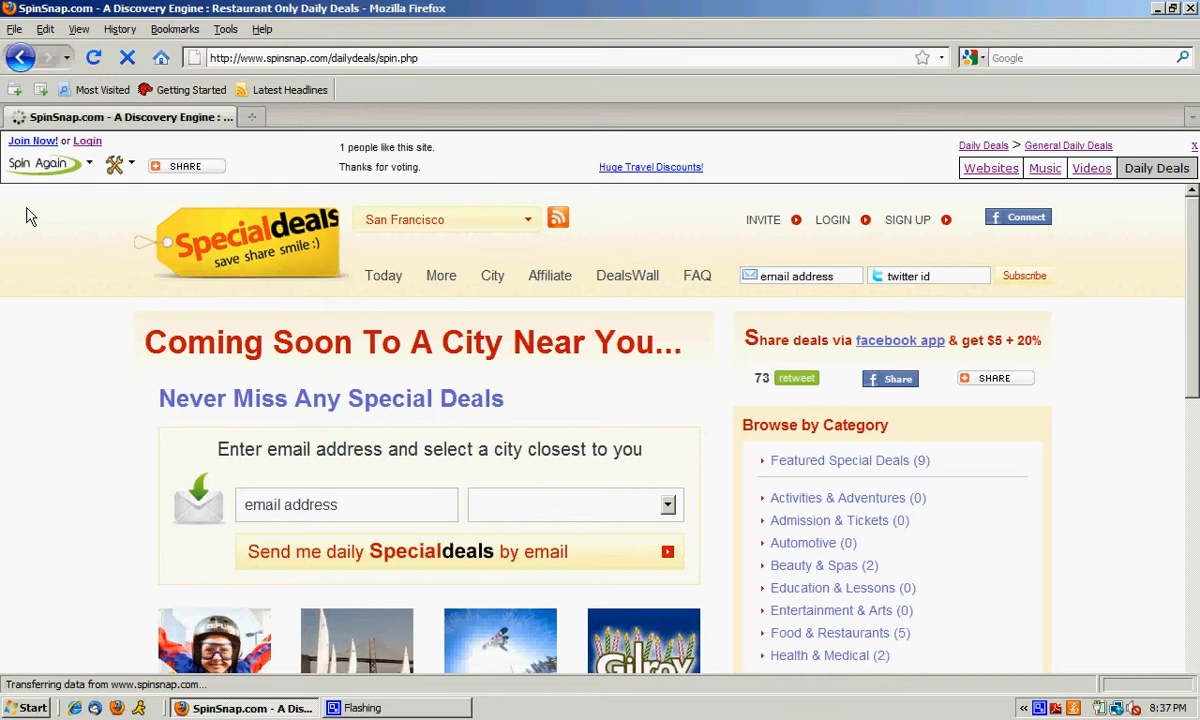 SpinSnap.com - A Discovery Engine : Restaurant Only Daily Deals - Mozilla Firefox
File Edit View History Bookmarks Tools Help
http://www.spinsnap.com/dailydeals/spin.php
Google
Most Visited Getting Started Latest Headlines
SpinSnap.com - A Discovery Engine : ...
Join Now! or Login
1 people like this site.
Daily Deals > General Daily Deals x
Spin Again
SHARE
Thanks for voting.
Huge Travel Discounts!
Websites Music Videos Daily Deals
Specialdeals
save share smile :)
San Francisco
INVITE LOGIN SIGN UP
f Connect
Today More City Affiliate DealsWall FAQ
email address
twitter id
Subscribe
Coming Soon To A City Near You...
Share deals via facebook app & get $5 + 20%
73 retweet
f Share
SHARE
Never Miss Any Special Deals
Enter email address and select a city closest to you
email address
Send me daily Specialdeals by email
Browse by Category
Featured Special Deals (9)
Activities & Adventures (0)
Admission & Tickets (0)
Automotive (0)
Beauty & Spas (2)
Education & Lessons (0)
Entertainment & Arts (0)
Food & Restaurants (5)
Health & Medical (2)
Gilroy
Transferring data from www.spinsnap.com...
Start
SpinSnap.com - A Dis...
Flashing
8:37 PM